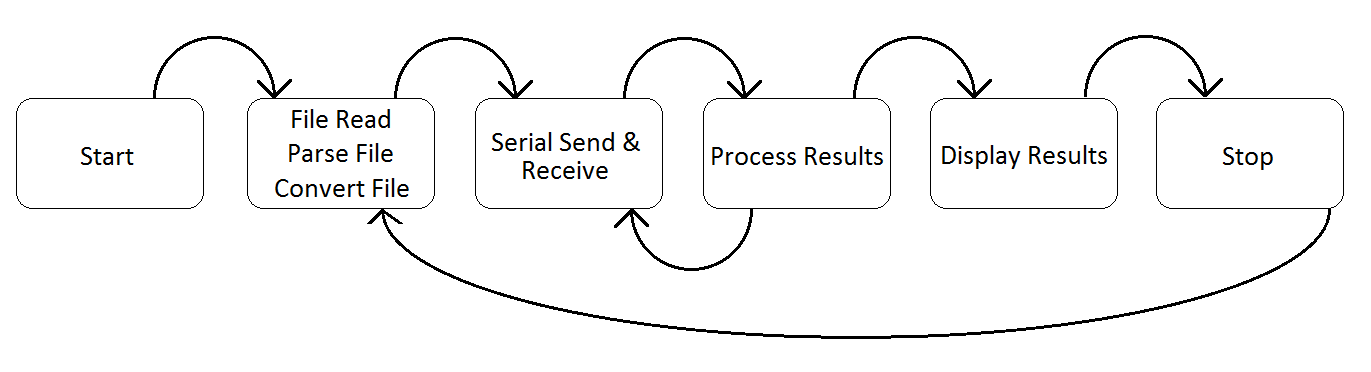 Start
File Read
Parse File
Convert File
Serial Send &
Receive
Process Results
Display Results
Stop